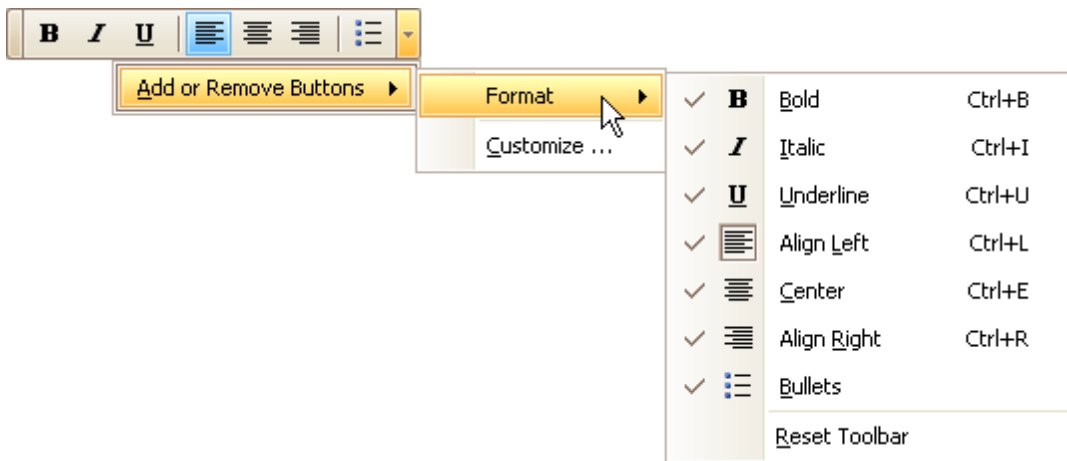 B I U
Add or Remove Buttons
Format
Customize ...
B Bold Ctrl+B
I Italic Ctrl+I
U Underline Ctrl+U
Align Left Ctrl+L
Center Ctrl+E
Align Right Ctrl+R
Bullets
Reset Toolbar